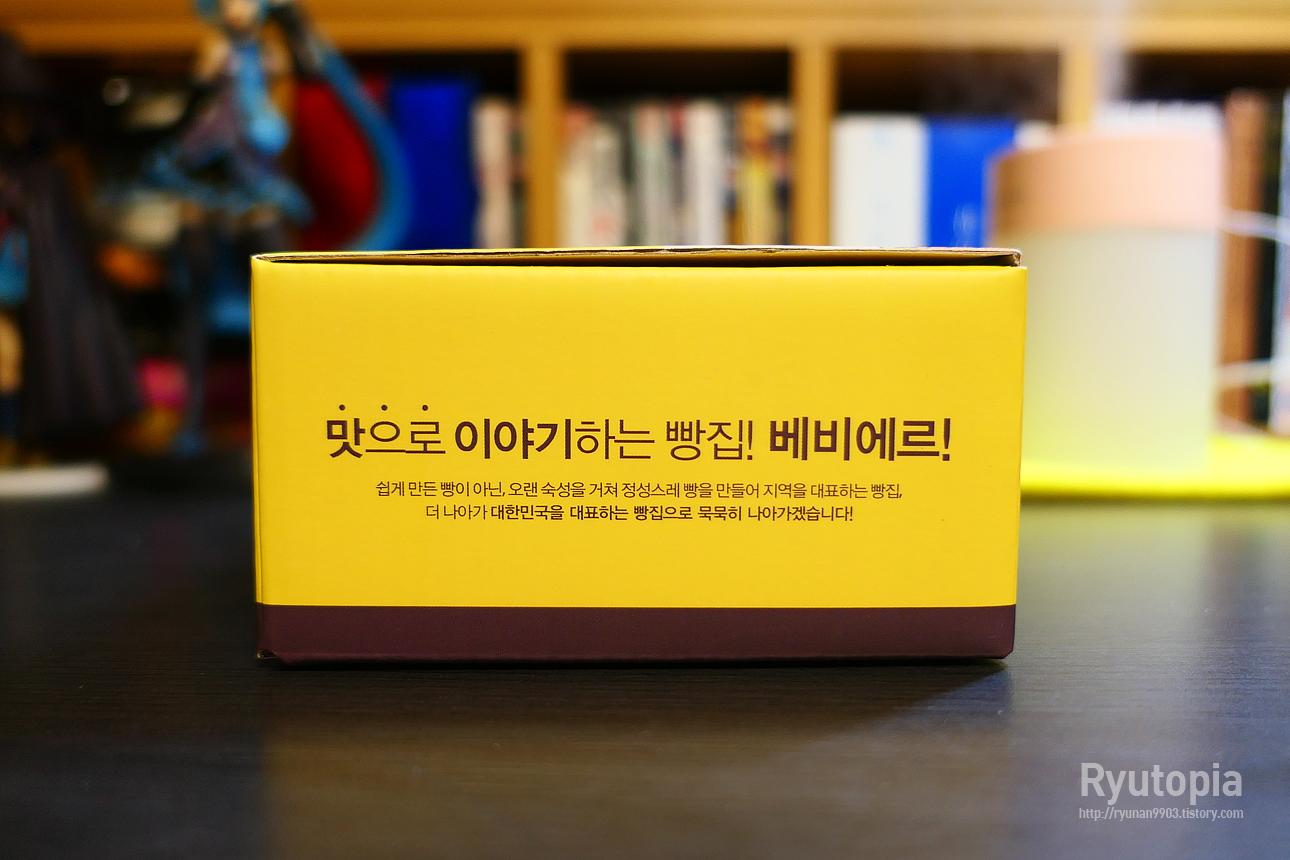 맛으로 이야기하는 빵집! 베비에르!
쉽게 만든 빵이 아닌, 오랜 숙성을 거쳐 정성스레 빵을 만들어 지역을 대표하는 빵집,
더 나아가 대한민국을 대표하는 빵집으로 묵묵히 나아가겠습니다!
Ryutopia
http://ryunan9903.tistory.com